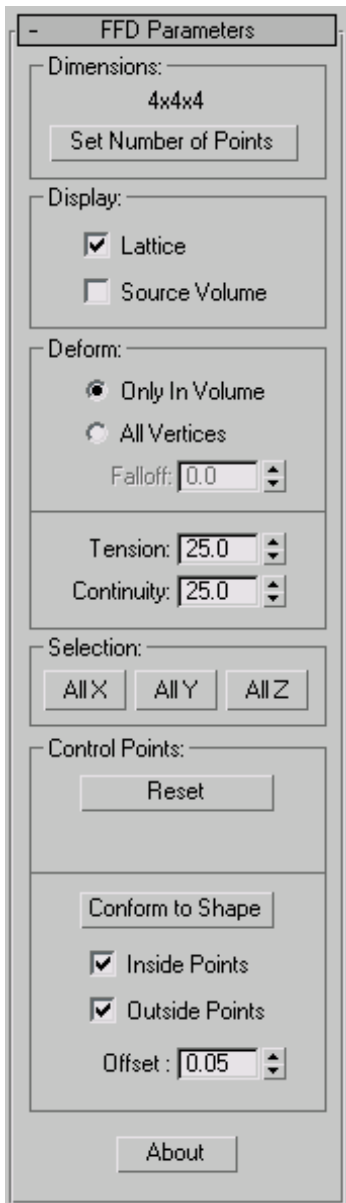 - FFD Parameters
Dimensions:
4x4x4
Set Number of Points
Display:
Lattice
Source Volume
Deform:
Only In Volume
All Vertices
Falloff: 0.0
Tension: 25.0
Continuity: 25.0
Selection:
All X All Y All Z
Control Points:
Reset
Conform to Shape
Inside Points
Outside Points
Offset : 0.05
About